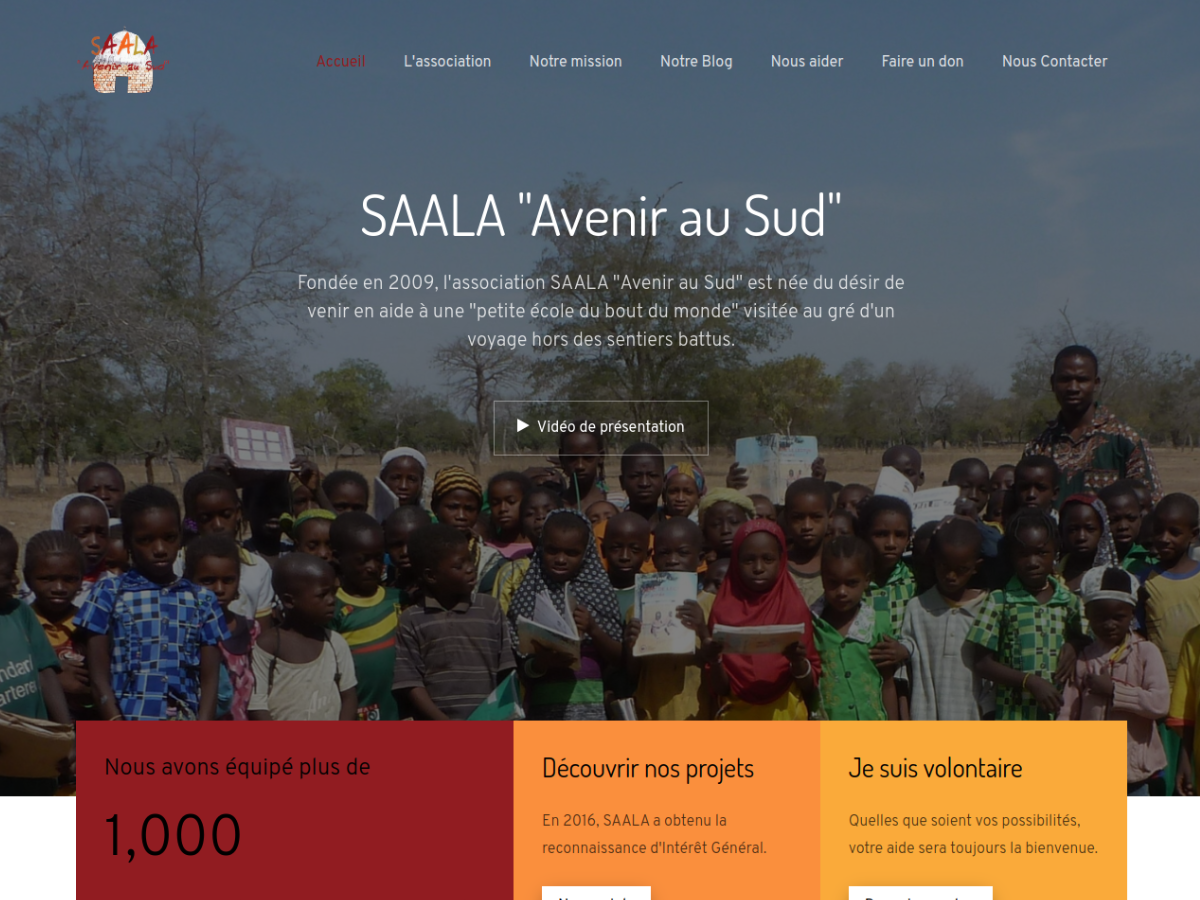 SAALA
"Avenir au Sud"
Accueil
L'association
Notre mission
Notre Blog
Nous aider
Faire un don
Nous Contacter
SAALA "Avenir au Sud"
Fondée en 2009, l'association SAALA "Avenir au Sud" est née du désir de
venir en aide à une "petite école du bout du monde" visitée au gré d'un
voyage hors des sentiers battus.
Vidéo de présentation
Nous avons équipé plus de
1,000
Découvrir nos projets
En 2016, SAALA a obtenu la
reconnaissance d'Intérêt Général.
Je suis volontaire
Quelles que soient vos possibilités,
votre aide sera toujours la bienvenue.